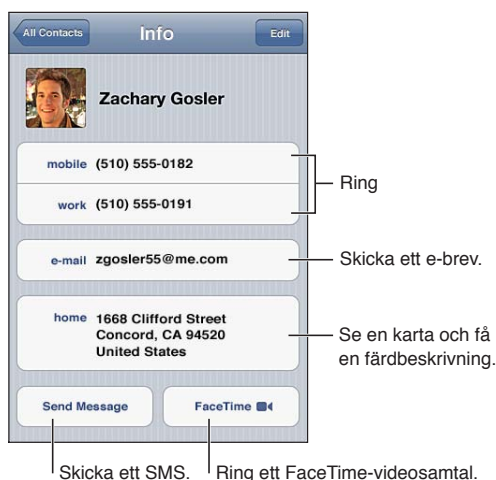 All Contacts Info Edit
Zachary Gosler
mobile (510) 555-0182
Ring
work (510) 555-0191
e-mail zgosler55@me.com
Skicka ett e-brev.
home 1668 Clifford Street
Concord, CA 94520
United States
Se en karta och få
en färdbeskrivning.
Send Message FaceTime
Skicka ett SMS. Ring ett FaceTime-videosamtal.